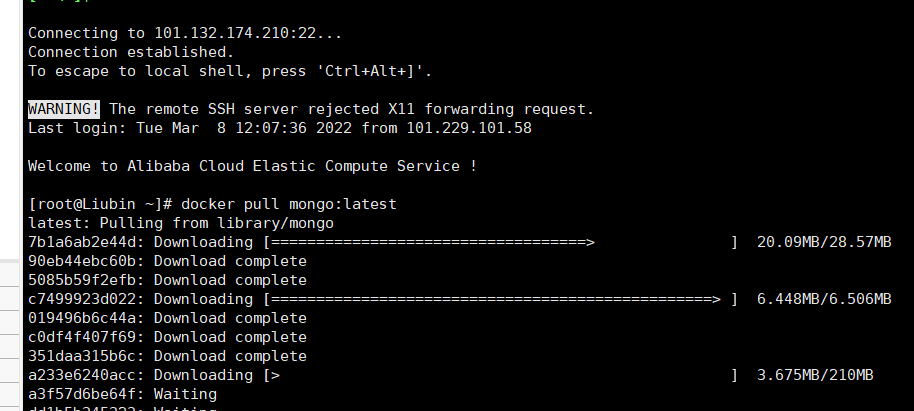 Connecting to 101.132.174.210:22...
Connection established.
To escape to local shell, press 'Ctrl+Alt+]'.
WARNING! The remote SSH server rejected X11 forwarding request.
Last login: Tue Mar  8 12:07:36 2022 from 101.229.101.58
Welcome to Alibaba Cloud Elastic Compute Service !
[root@Liubin ~]# docker pull mongo:latest
latest: Pulling from library/mongo
7b1a6ab2e44d: Downloading [===================================>               ]  20.09MB/28.57MB
90eb44ebc60b: Download complete
5085b59f2efb: Download complete
c7499923d022: Downloading [=================================================> ]  6.448MB/6.506MB
019496b6c44a: Download complete
c0df4f407f69: Download complete
351daa315b6c: Download complete
a233e6240acc: Downloading [>                                                  ]  3.675MB/210MB
a3f57d6be64f: Waiting